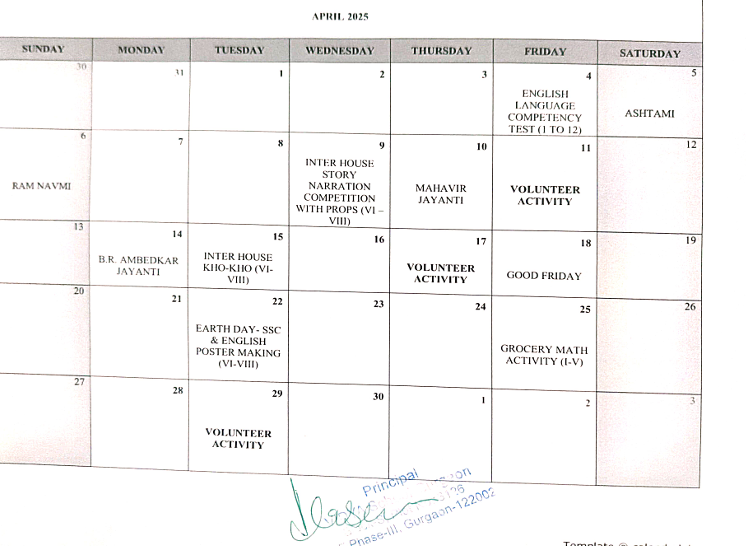 APRIL 2025
SUNDAY MONDAY TUESDAY WEDNESDAY THURSDAY FRIDAY SATURDAY
30 31 1 2 3 4 5
ENGLISH
LANGUAGE
COMPETENCY
TEST (1 TO 12)
ASHTAMI
6 7 8 9 10 11 12
RAM NAVMI
INTER HOUSE
STORY
NARRATION
COMPETITION
WITH PROPS (VI –
VIII)
MAHAVIR
JAYANTI
VOLUNTEER
ACTIVITY
13 14 15 16 17 18 19
B.R. AMBEDKAR
JAYANTI
INTER HOUSE
KHO-KHO (VI-
VIII)
VOLUNTEER
ACTIVITY
GOOD FRIDAY
20 21 22 23 24 25 26
EARTH DAY- SSC
& ENGLISH
POSTER MAKING
(VI-VIII)
GROCERY MATH
ACTIVITY (I-V)
27 28 29 30 1 2 3
VOLUNTEER
ACTIVITY
Principal
Phase-III, Gurgaon-122002